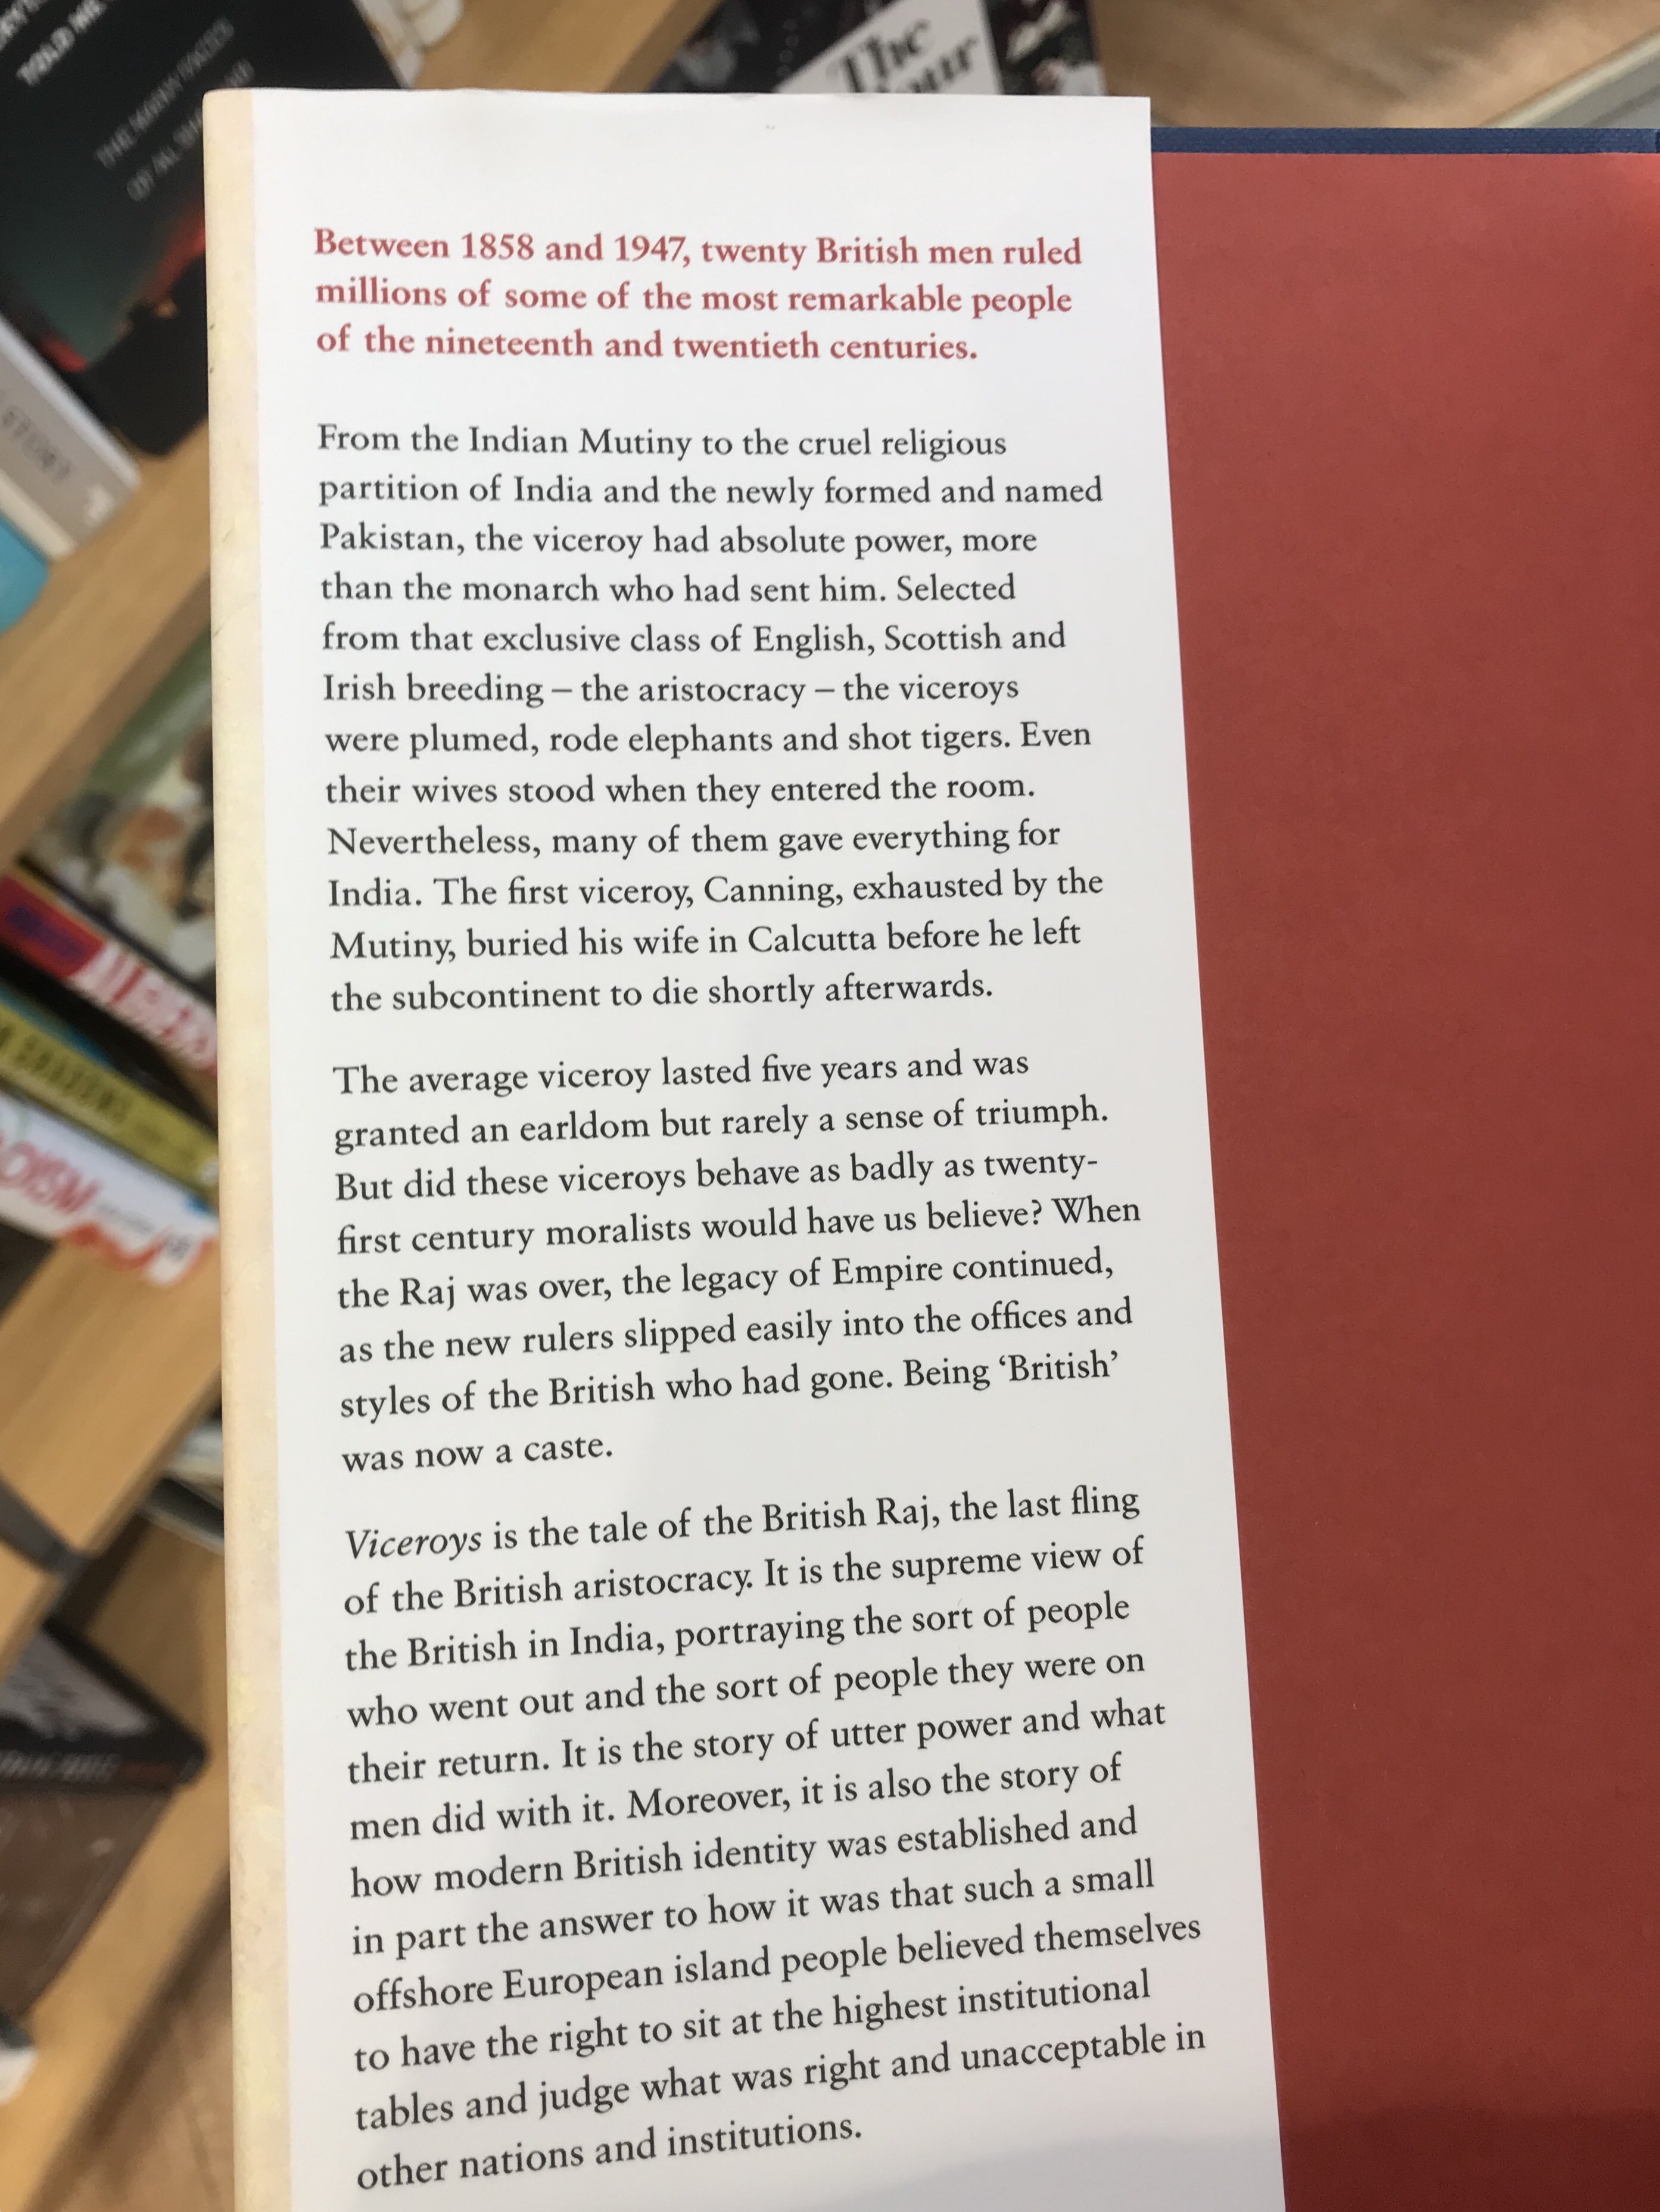 TOLD ME
THE MANY FACES
The
Between 1858 and 1947, twenty British men ruled
millions of some of the most remarkable people
of the nineteenth and twentieth centuries.
From the Indian Mutiny to the cruel religious
partition of India and the newly formed and named
Pakistan, the viceroy had absolute power, more
than the monarch who had sent him. Selected
from that exclusive class of English, Scottish and
Irish breeding – the aristocracy – the viceroys
were plumed, rode elephants and shot tigers. Even
their wives stood when they entered the room.
Nevertheless, many of them gave everything for
India. The first viceroy, Canning, exhausted by the
Mutiny, buried his wife in Calcutta before he left
the subcontinent to die shortly afterwards.
The average viceroy lasted five years and was
granted an earldom but rarely a sense of triumph.
But did these viceroys behave as badly as twenty-
first century moralists would have us believe? When
the Raj was over, the legacy of Empire continued,
as the new rulers slipped easily into the offices and
styles of the British who had gone. Being ‘British’
was now a caste.
Viceroys is the tale of the British Raj, the last fling
of the British aristocracy. It is the supreme view of
the British in India, portraying the sort of people
who went out and the sort of people they were on
their return. It is the story of utter power and what
men did with it. Moreover, it is also the story of
how modern British identity was established and
in part the answer to how it was that such a small
offshore European island people believed themselves
to have the right to sit at the highest institutional
tables and judge what was right and unacceptable in
other nations and institutions.